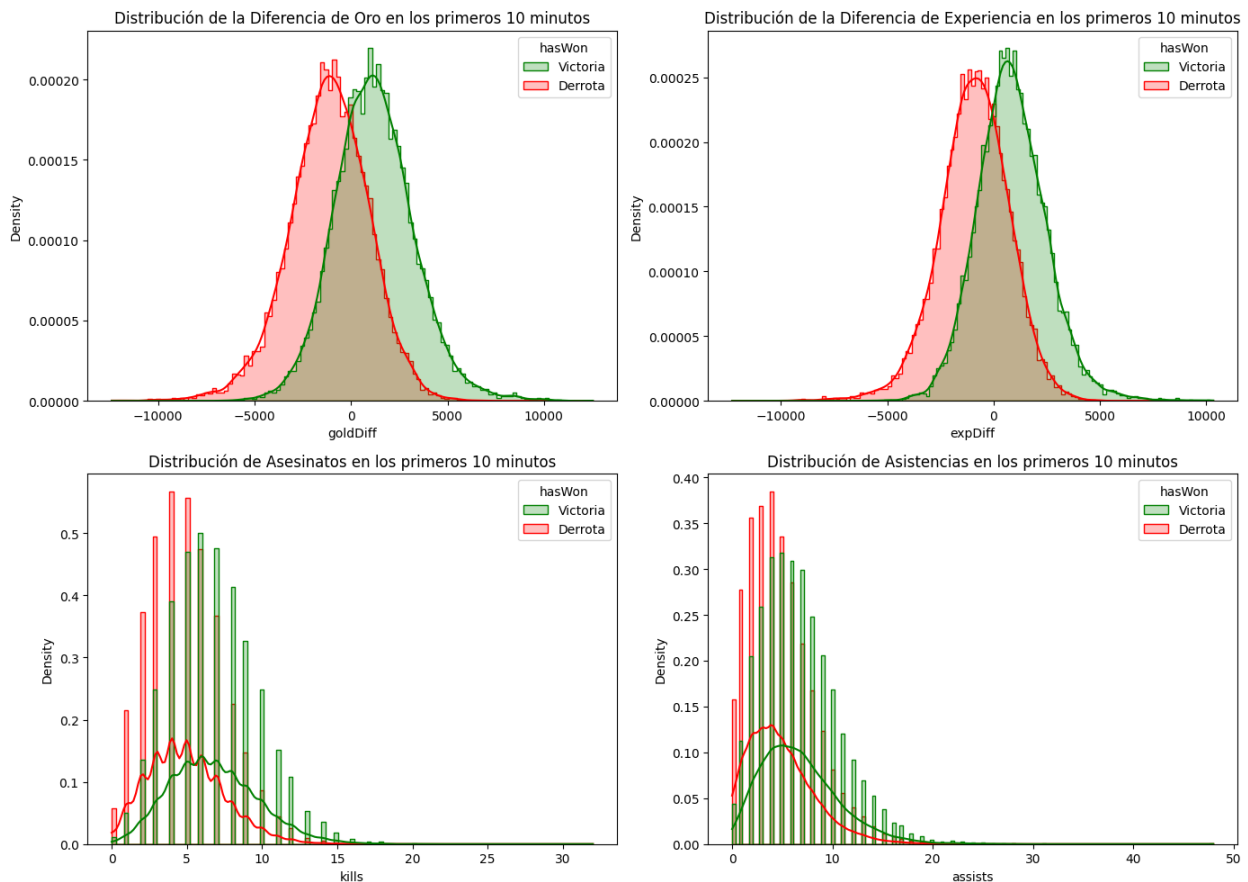 Distribución de la Diferencia de Oro en los primeros 10 minutos
hasWon
Victoria
Derrota
0.00020
0.00015
0.00010
0.00005
0.00000
Density
−10000
−5000
0
5000
10000
goldDiff
Distribución de la Diferencia de Experiencia en los primeros 10 minutos
hasWon
Victoria
Derrota
0.00025
0.00020
0.00015
0.00010
0.00005
0.00000
Density
−10000
−5000
0
5000
10000
expDiff
Distribución de Asesinatos en los primeros 10 minutos
hasWon
Victoria
Derrota
0.5
0.4
0.3
0.2
0.1
0.0
Density
0
5
10
15
20
25
30
kills
Distribución de Asistencias en los primeros 10 minutos
hasWon
Victoria
Derrota
0.40
0.35
0.30
0.25
0.20
0.15
0.10
0.05
0.00
Density
0
10
20
30
40
50
assists